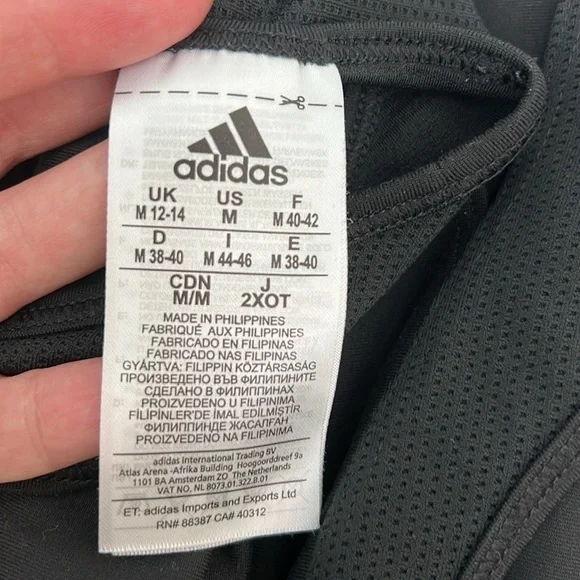 adidas
UK US F
M 12-14 M M 40-42
D I E
M 38-40 M 44-46 M 38-40
CDN J
M/M 2XOT
MADE IN PHILIPPINES
FABRIQUÉ AUX PHILIPPINES
FABRICADO EN FILIPINAS
FABRICADO NAS FILIPINAS
GYÁRTVA: FILIPPIN KÖZTÁRSASÁG
ПРОИЗВЕДЕНО ВЪВ ФИЛИПИНИТЕ
СДЕЛАНО В ФИЛИППИНАХ
PROIZVEDENO U FILIPINIMA
FİLİPİNLER'DE İMAL EDİLMİŞTİR
ФИЛИППИНДЕ ЖАСАЛҒАН
PROIZVEDENO NA FILIPINIMA
adidas International Trading BV
Atlas Arena -Afrika Building Hoogoorddreef 9a
1101 BA Amsterdam ZO The Netherlands
VAT NO. NL 8073.01.322.B.01
ET: adidas Imports and Exports Ltd
RN# 88387 CA# 40312